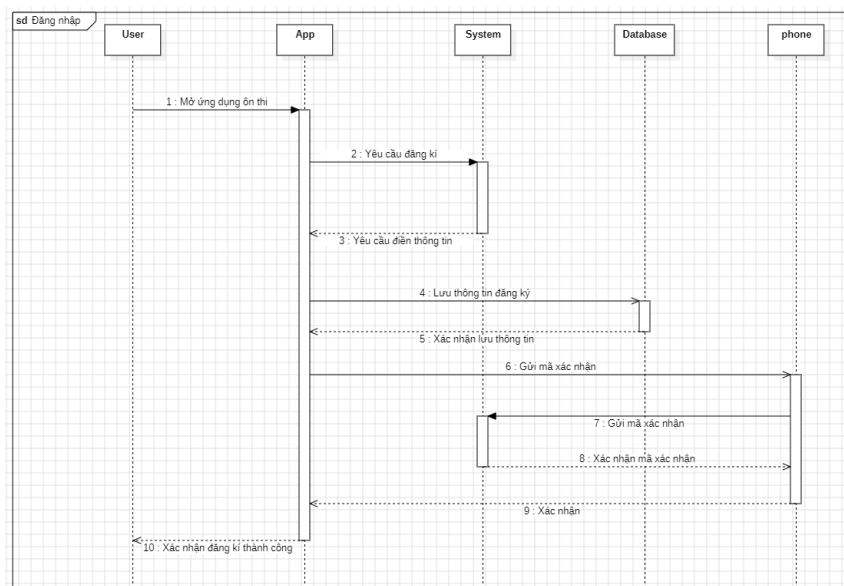 sd Đăng nhập
User
App
System
Database
phone
1 : Mở ứng dụng ôn thi
2 : Yêu cầu đăng kí
3 : Yêu cầu điền thông tin
4 : Lưu thông tin đăng ký
5 : Xác nhận lưu thông tin
6 : Gửi mã xác nhận
7 : Gửi mã xác nhận
8 : Xác nhận mã xác nhận
9 : Xác nhận
10 : Xác nhận đăng kí thành công